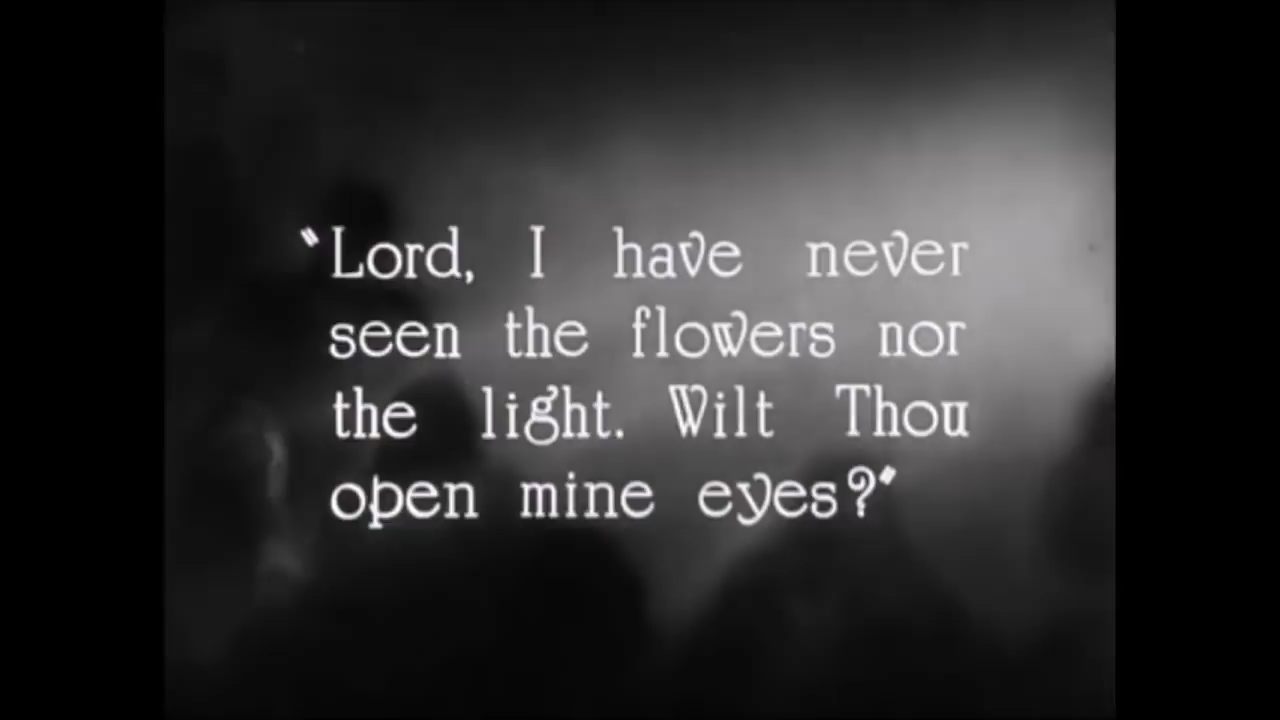 "Lord, I have never
seen the flowers nor
the light. Wilt Thou
open mine eyes?"